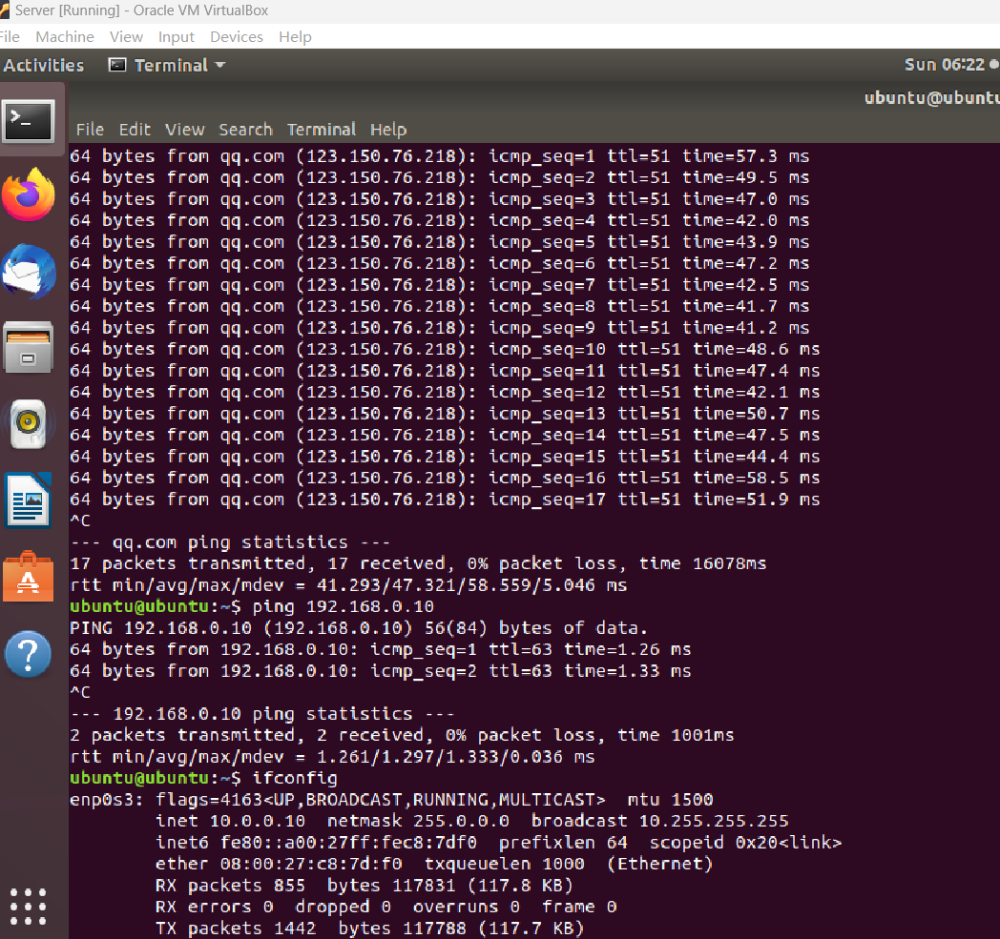 Server [Running] - Oracle VM VirtualBox
File Machine View Input Devices Help
Activities Terminal Sun 06:22
ubuntu@ubuntu
File Edit View Search Terminal Help
64 bytes from qq.com (123.150.76.218): icmp_seq=1 ttl=51 time=57.3 ms
64 bytes from qq.com (123.150.76.218): icmp_seq=2 ttl=51 time=49.5 ms
64 bytes from qq.com (123.150.76.218): icmp_seq=3 ttl=51 time=47.0 ms
64 bytes from qq.com (123.150.76.218): icmp_seq=4 ttl=51 time=42.0 ms
64 bytes from qq.com (123.150.76.218): icmp_seq=5 ttl=51 time=43.9 ms
64 bytes from qq.com (123.150.76.218): icmp_seq=6 ttl=51 time=47.2 ms
64 bytes from qq.com (123.150.76.218): icmp_seq=7 ttl=51 time=42.5 ms
64 bytes from qq.com (123.150.76.218): icmp_seq=8 ttl=51 time=41.7 ms
64 bytes from qq.com (123.150.76.218): icmp_seq=9 ttl=51 time=41.2 ms
64 bytes from qq.com (123.150.76.218): icmp_seq=10 ttl=51 time=48.6 ms
64 bytes from qq.com (123.150.76.218): icmp_seq=11 ttl=51 time=47.4 ms
64 bytes from qq.com (123.150.76.218): icmp_seq=12 ttl=51 time=42.1 ms
64 bytes from qq.com (123.150.76.218): icmp_seq=13 ttl=51 time=50.7 ms
64 bytes from qq.com (123.150.76.218): icmp_seq=14 ttl=51 time=47.5 ms
64 bytes from qq.com (123.150.76.218): icmp_seq=15 ttl=51 time=44.4 ms
64 bytes from qq.com (123.150.76.218): icmp_seq=16 ttl=51 time=58.5 ms
64 bytes from qq.com (123.150.76.218): icmp_seq=17 ttl=51 time=51.9 ms
^C
--- qq.com ping statistics ---
17 packets transmitted, 17 received, 0% packet loss, time 16078ms
rtt min/avg/max/mdev = 41.293/47.321/58.559/5.046 ms
ubuntu@ubuntu:~$ ping 192.168.0.10
PING 192.168.0.10 (192.168.0.10) 56(84) bytes of data.
64 bytes from 192.168.0.10: icmp_seq=1 ttl=63 time=1.26 ms
64 bytes from 192.168.0.10: icmp_seq=2 ttl=63 time=1.33 ms
^C
--- 192.168.0.10 ping statistics ---
2 packets transmitted, 2 received, 0% packet loss, time 1001ms
rtt min/avg/max/mdev = 1.261/1.297/1.333/0.036 ms
ubuntu@ubuntu:~$ ifconfig
enp0s3: flags=4163<UP,BROADCAST,RUNNING,MULTICAST> mtu 1500
inet 10.0.0.10 netmask 255.0.0.0 broadcast 10.255.255.255
inet6 fe80::a00:27ff:fec8:7df0 prefixlen 64 scopeid 0x20<link>
ether 08:00:27:c8:7d:f0 txqueuelen 1000 (Ethernet)
RX packets 855 bytes 117831 (117.8 KB)
RX errors 0 dropped 0 overruns 0 frame 0
TX packets 1442 bytes 117788 (117.7 KB)